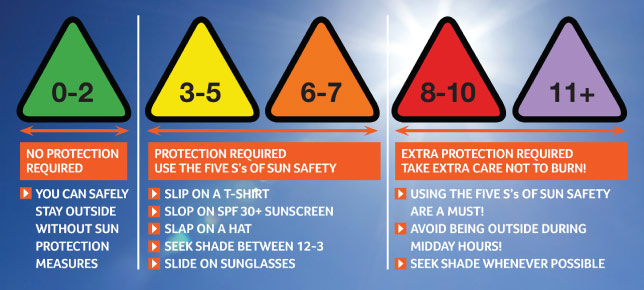 0-2
3-5
6-7
8-10
11+
NO PROTECTION
REQUIRED
YOU CAN SAFELY
STAY OUTSIDE
WITHOUT SUN
PROTECTION
MEASURES
PROTECTION REQUIRED
USE THE FIVE S's OF SUN SAFETY
SLIP ON A T-SHIRT
SLOP ON SPF 30+ SUNSCREEN
SLAP ON A HAT
SEEK SHADE BETWEEN 12-3
SLIDE ON SUNGLASSES
EXTRA PROTECTION REQUIRED
TAKE EXTRA CARE NOT TO BURN!
USING THE FIVE S's OF SUN SAFETY
ARE A MUST!
AVOID BEING OUTSIDE DURING
MIDDAY HOURS!
SEEK SHADE WHENEVER POSSIBLE